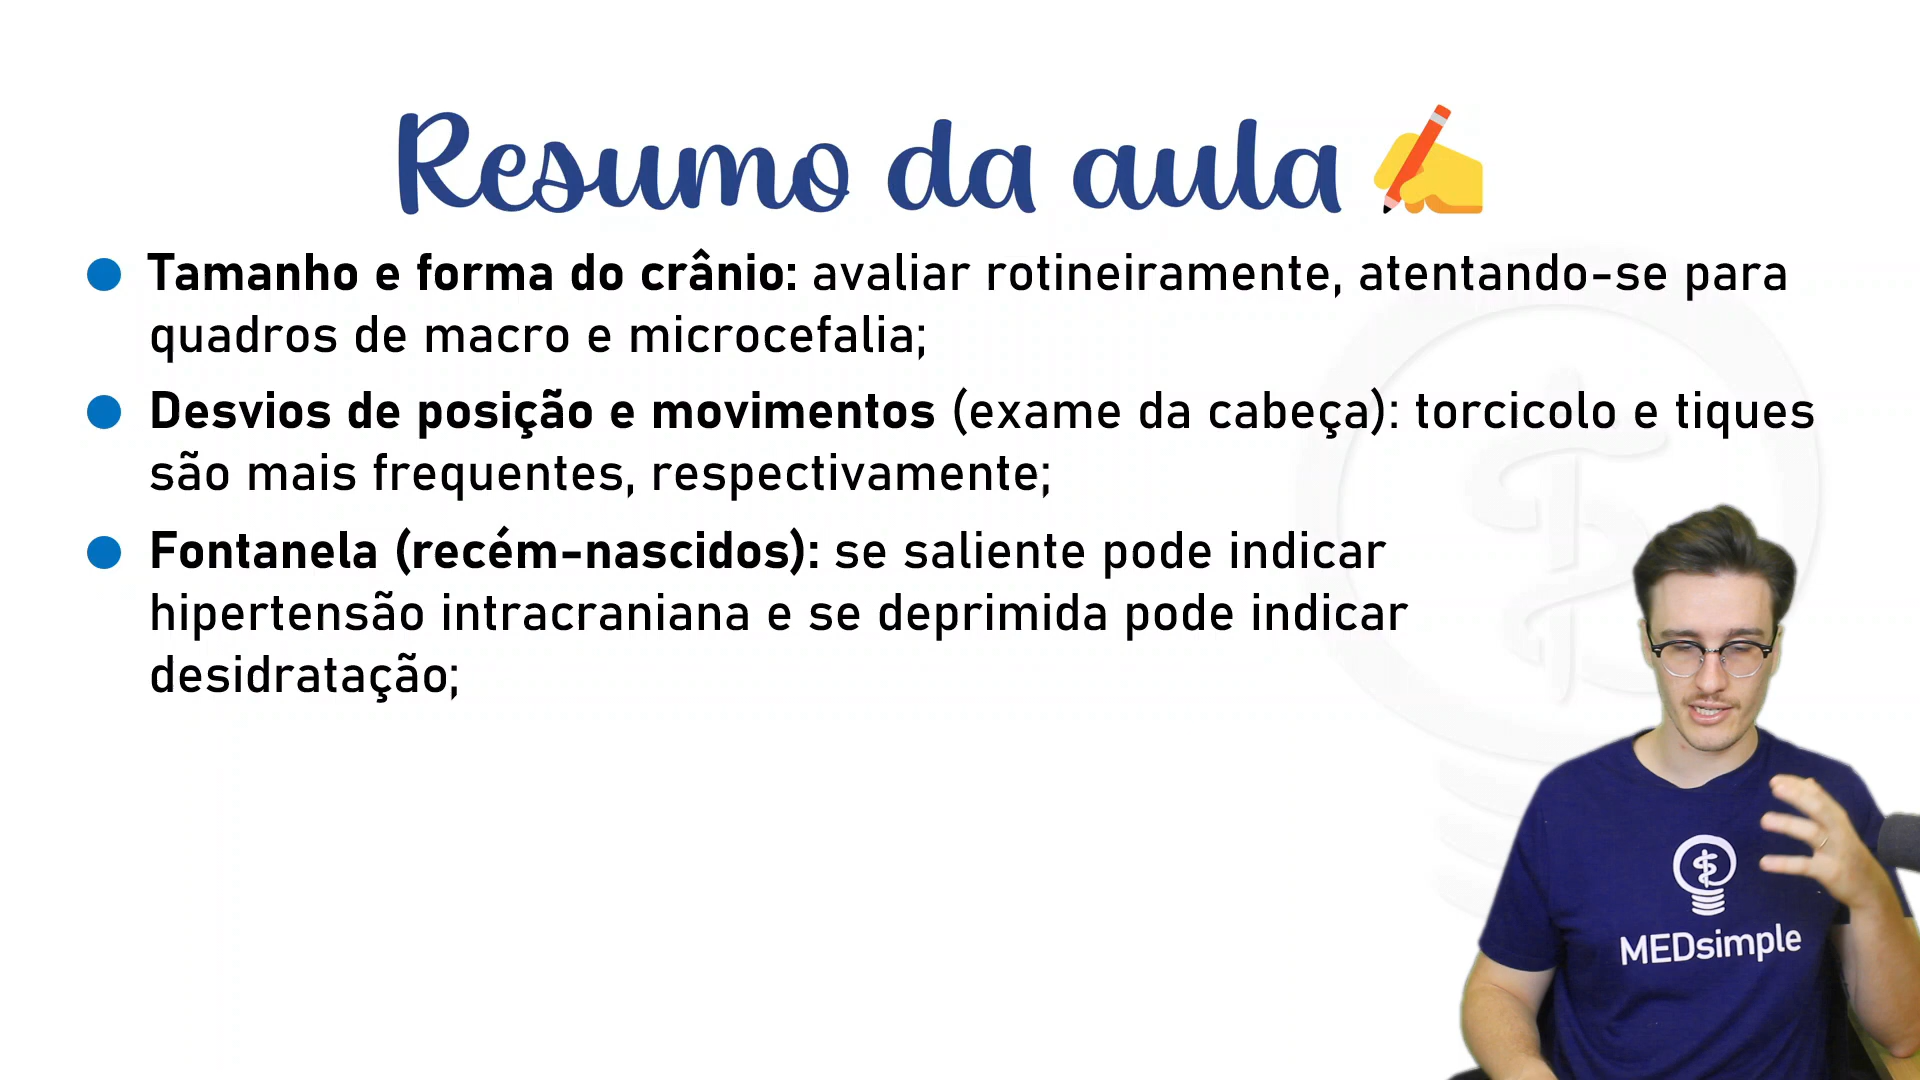 Resumo da aula
Tamanho e forma do crânio: avaliar rotineiramente, atentando-se para
quadros de macro e microcefalia;
Desvios de posição e movimentos (exame da cabeça): torcicolo e tiques
são mais frequentes, respectivamente;
Fontanela (recém-nascidos): se saliente pode indicar
hipertensão intracraniana e se deprimida pode indicar
desidratação;
MEDsimple